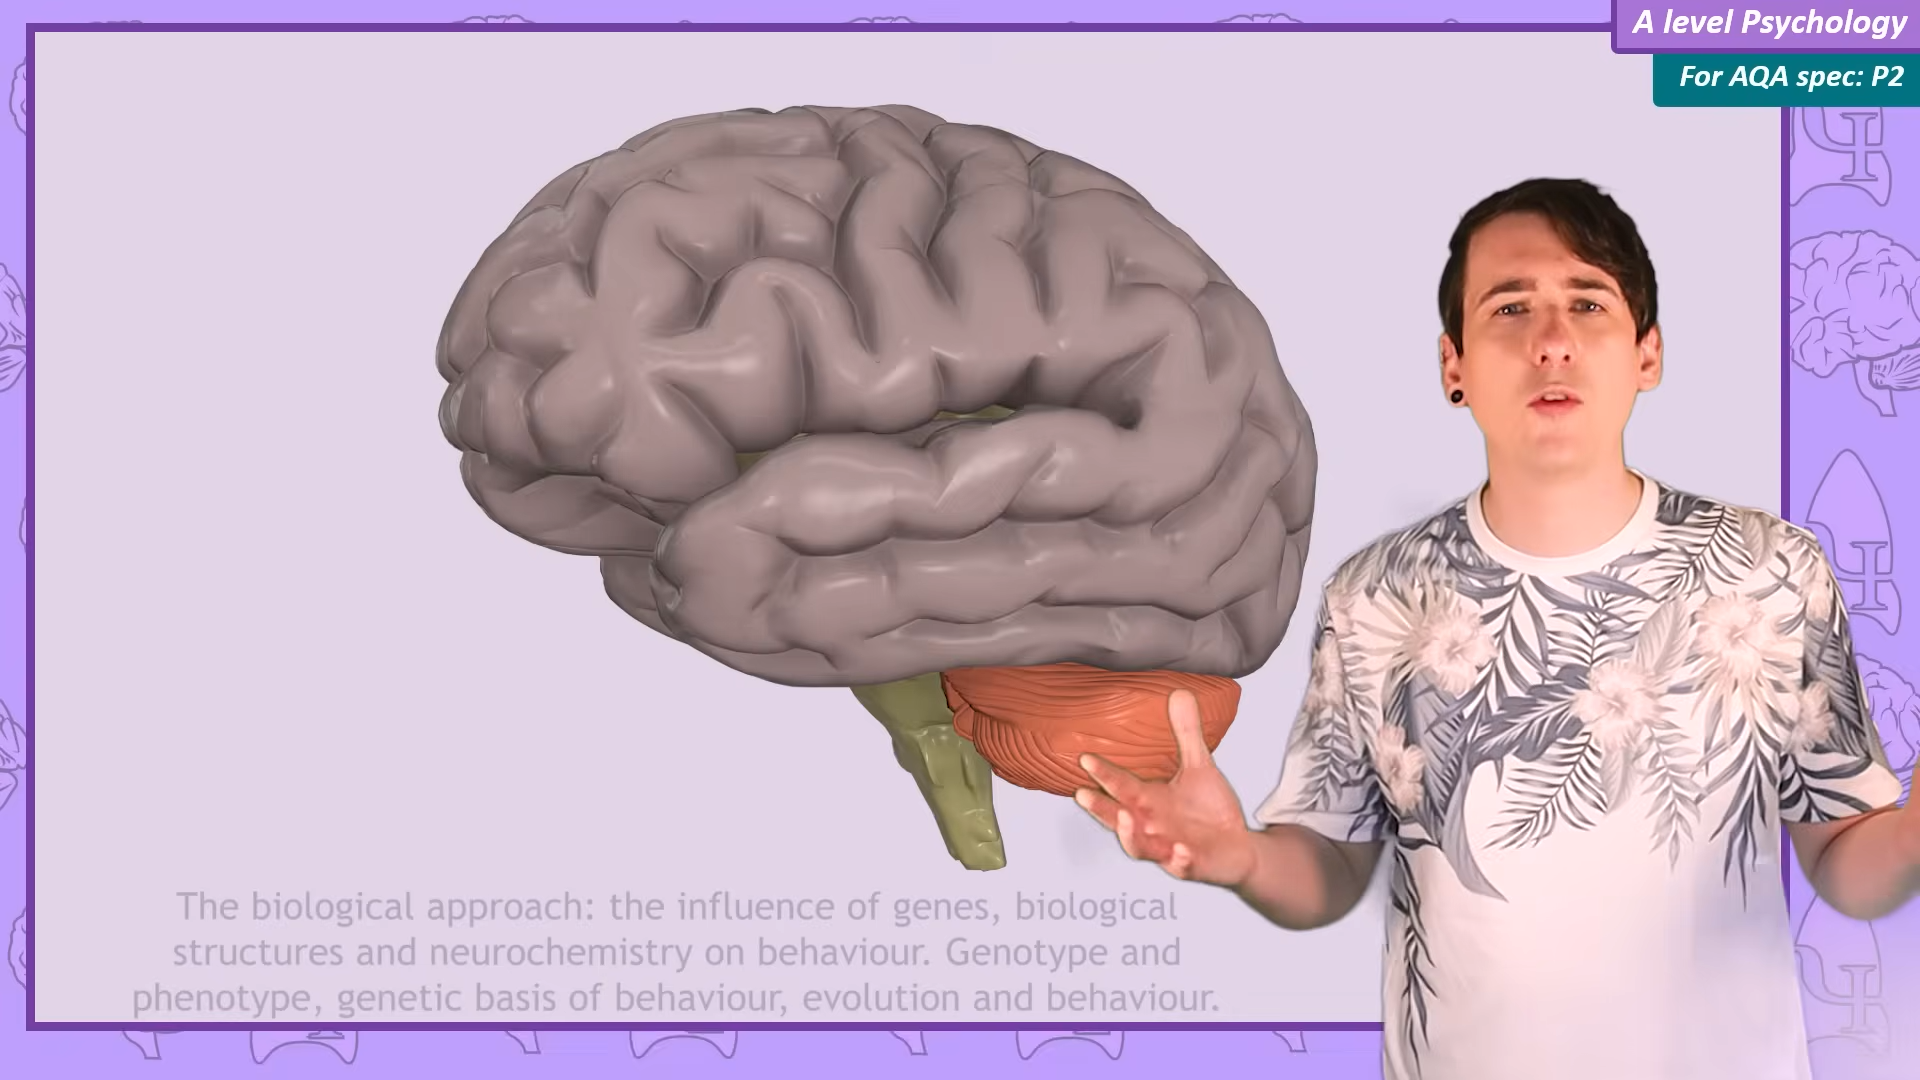 A level Psychology
For AQA spec: P2
The biological approach: the influence of genes, biological
structures and neurochemistry on behaviour. Genotype and
phenotype, genetic basis of behaviour, evolution and behaviour.